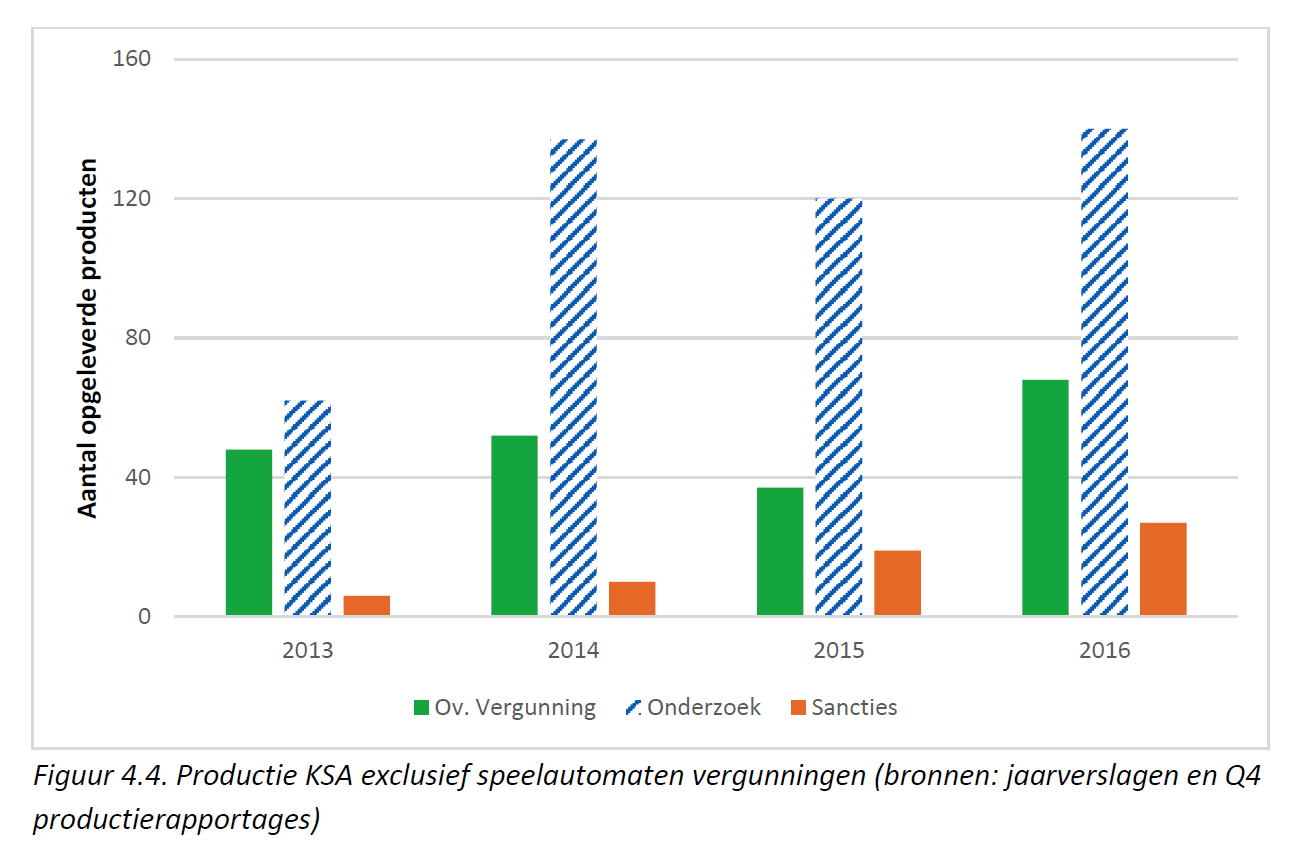 160
120
80
40
0
Aantal opgeleverde producten
2013 2014 2015 2016
Ov. Vergunning Onderzoek Sancties
Figuur 4.4. Productie KSA exclusief speelautomaten vergunningen (bronnen: jaarverslagen en Q4
productierapportages)